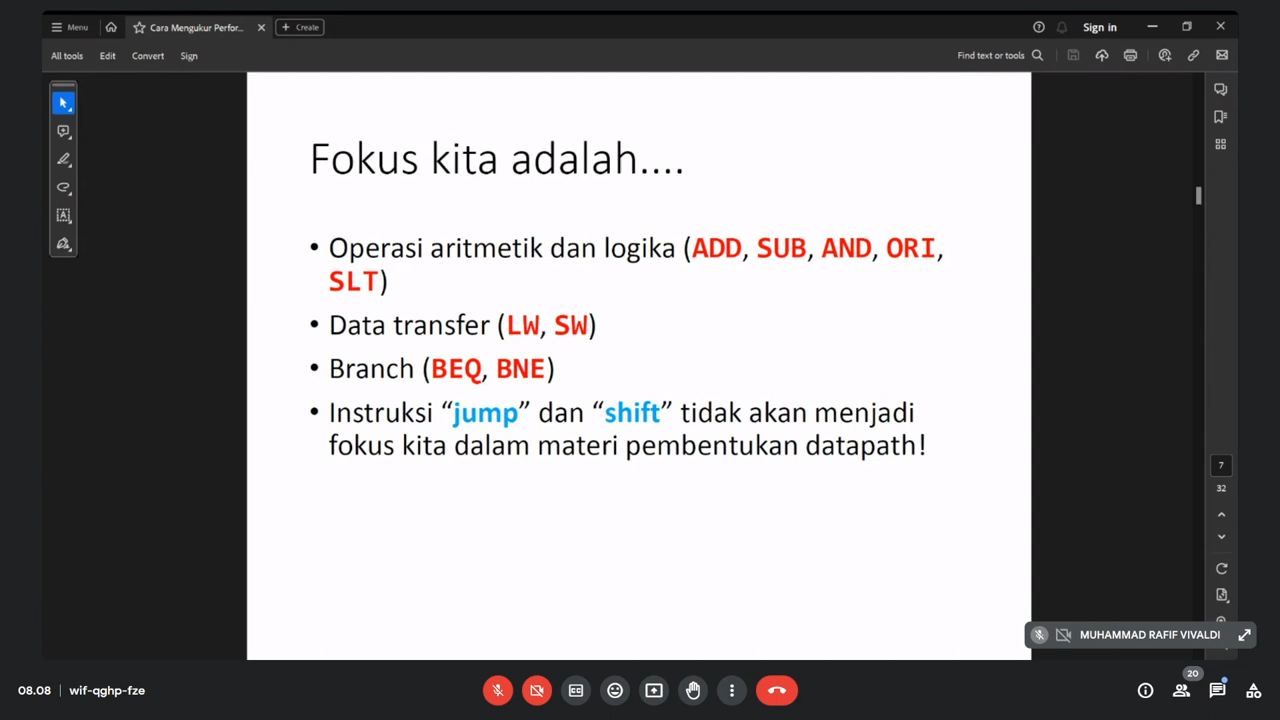 Menu
Cara Mengukur Perfor...
Create
Sign in
All tools
Edit
Convert
Sign
Find text or tools
Fokus kita adalah....
• Operasi aritmetik dan logika (ADD, SUB, AND, ORI,
SLT)
• Data transfer (LW, SW)
• Branch (BEQ, BNE)
• Instruksi “jump” dan “shift” tidak akan menjadi
fokus kita dalam materi pembentukan datapath!
7
32
MUHAMMAD RAFIF VIVALDI
08.08
wif-qghp-fze
20